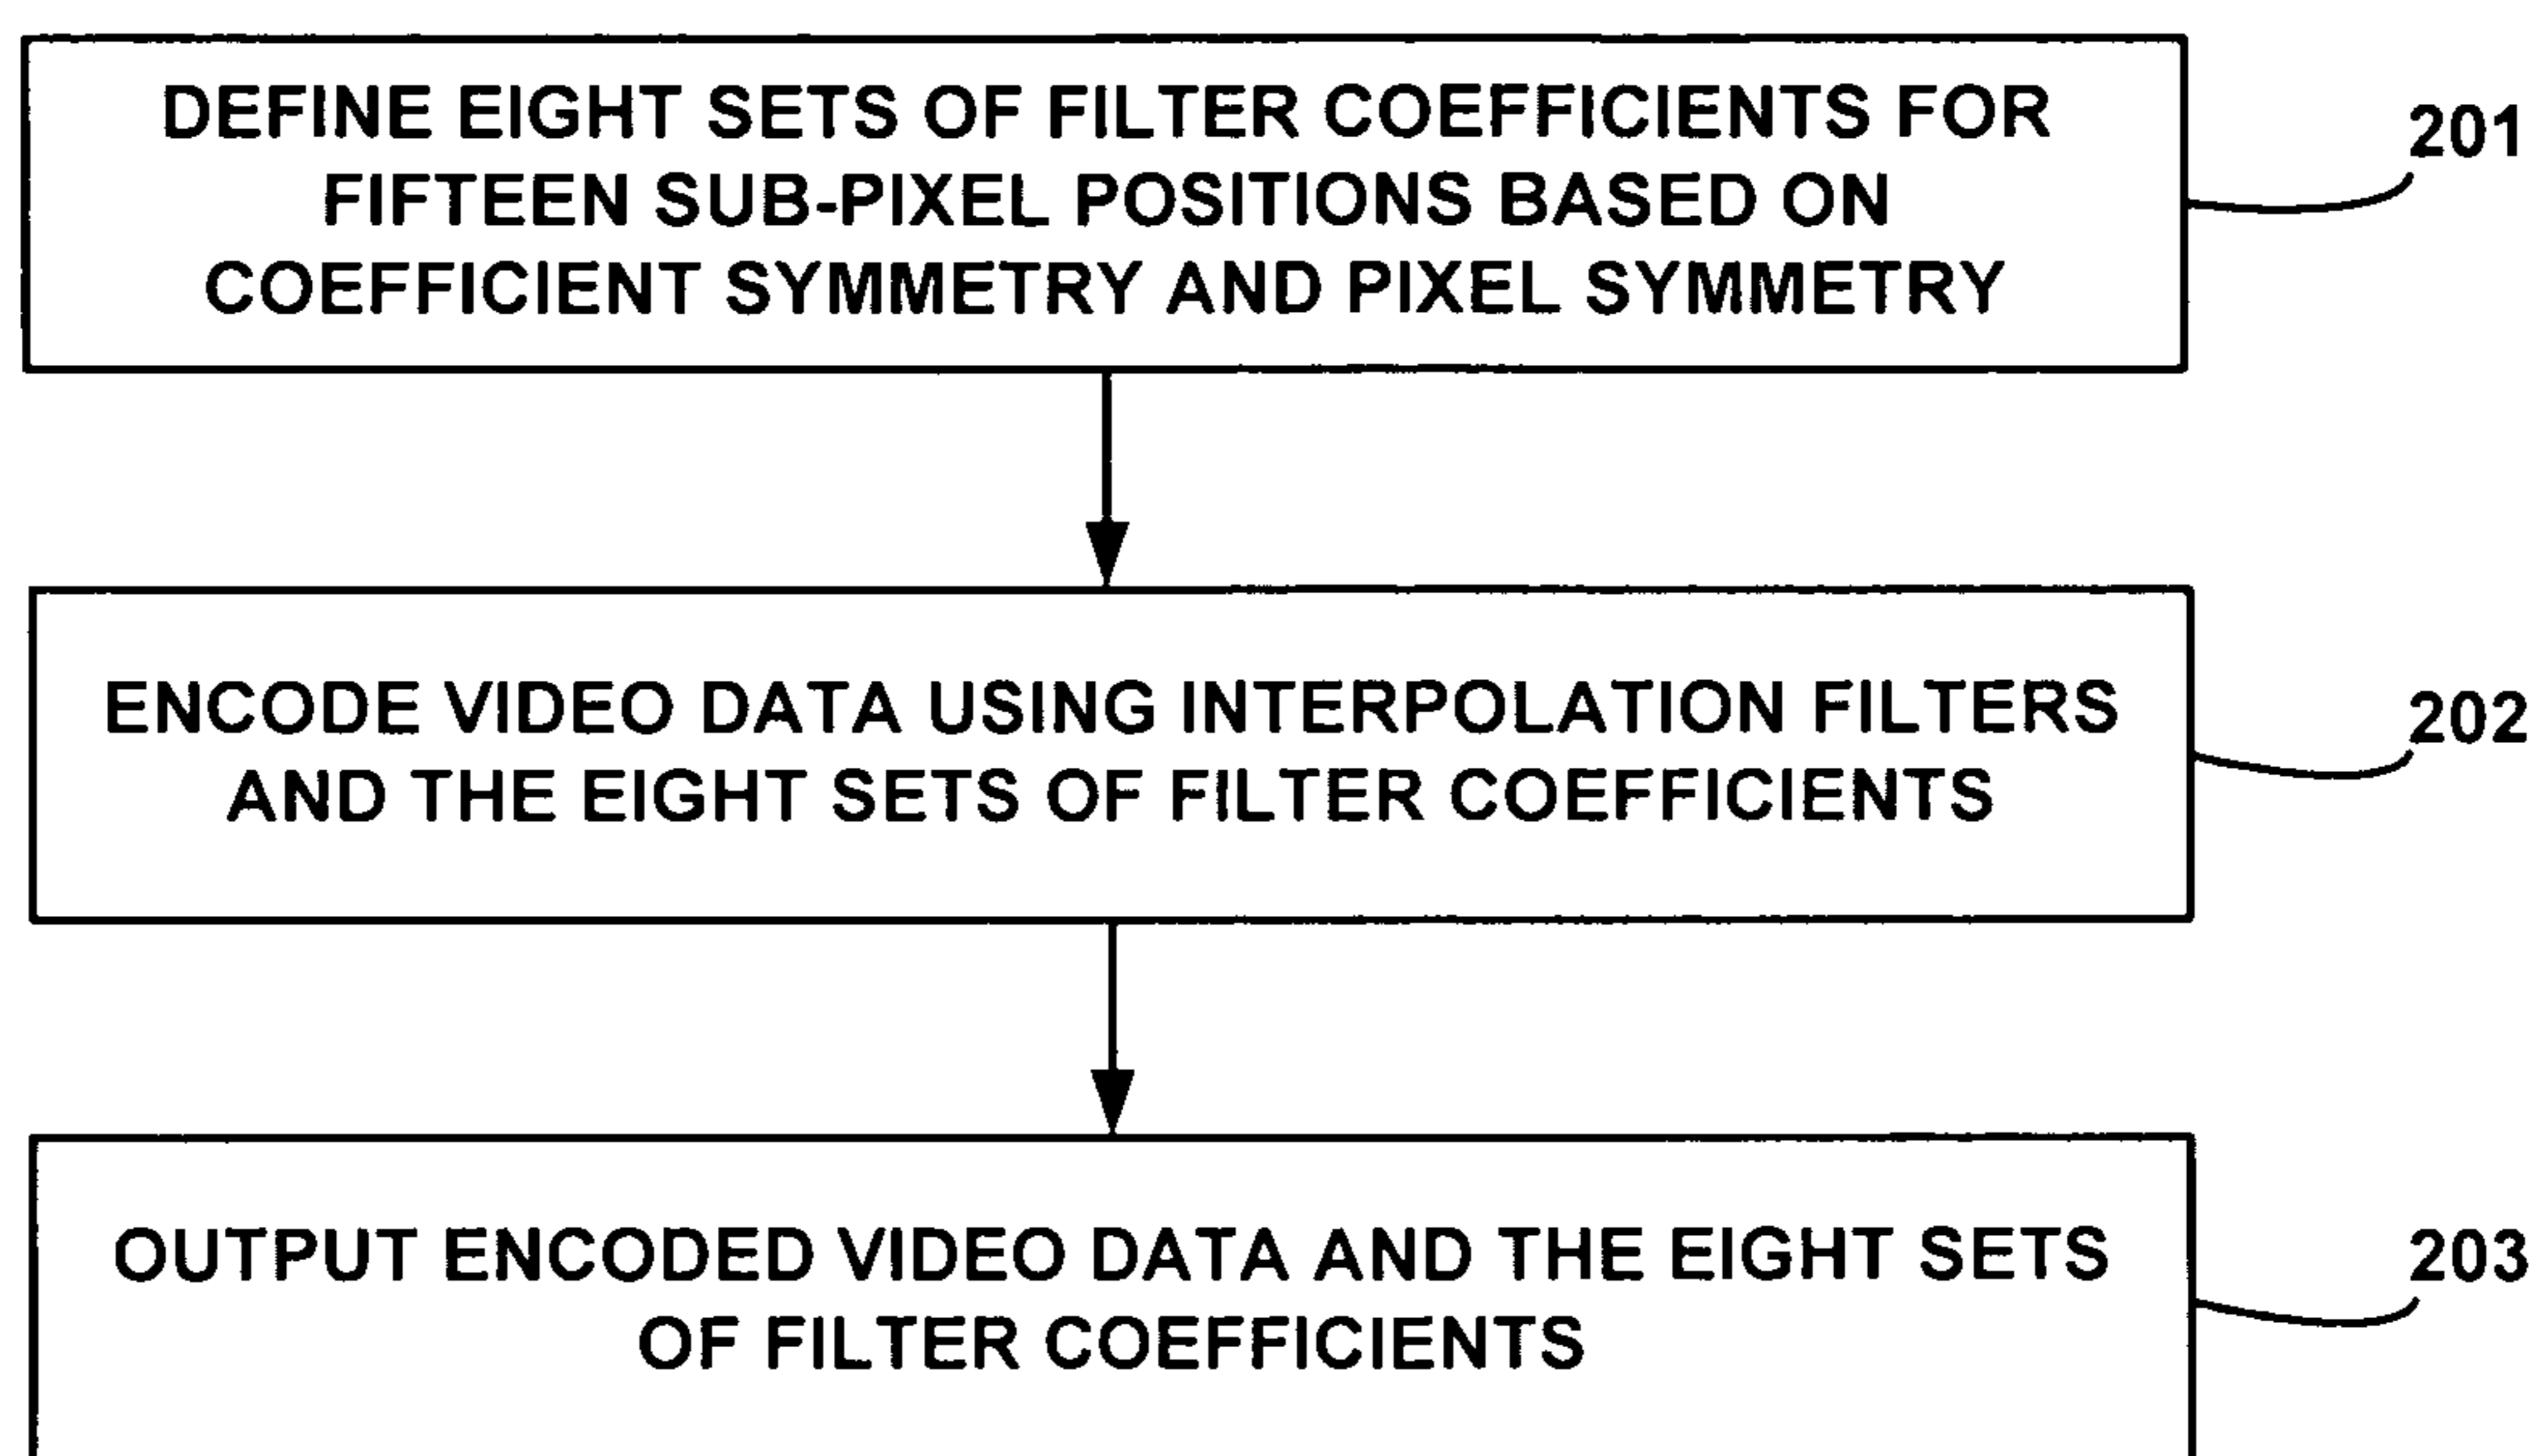 DEFINE EIGHT SETS OF FILTER COEFFICIENTS FOR
FIFTEEN SUB-PIXEL POSITIONS BASED ON
COEFFICIENT SYMMETRY AND PIXEL SYMMETRY
201
ENCODE VIDEO DATA USING INTERPOLATION FILTERS
AND THE EIGHT SETS OF FILTER COEFFICIENTS
202
OUTPUT ENCODED VIDEO DATA AND THE EIGHT SETS
OF FILTER COEFFICIENTS
203